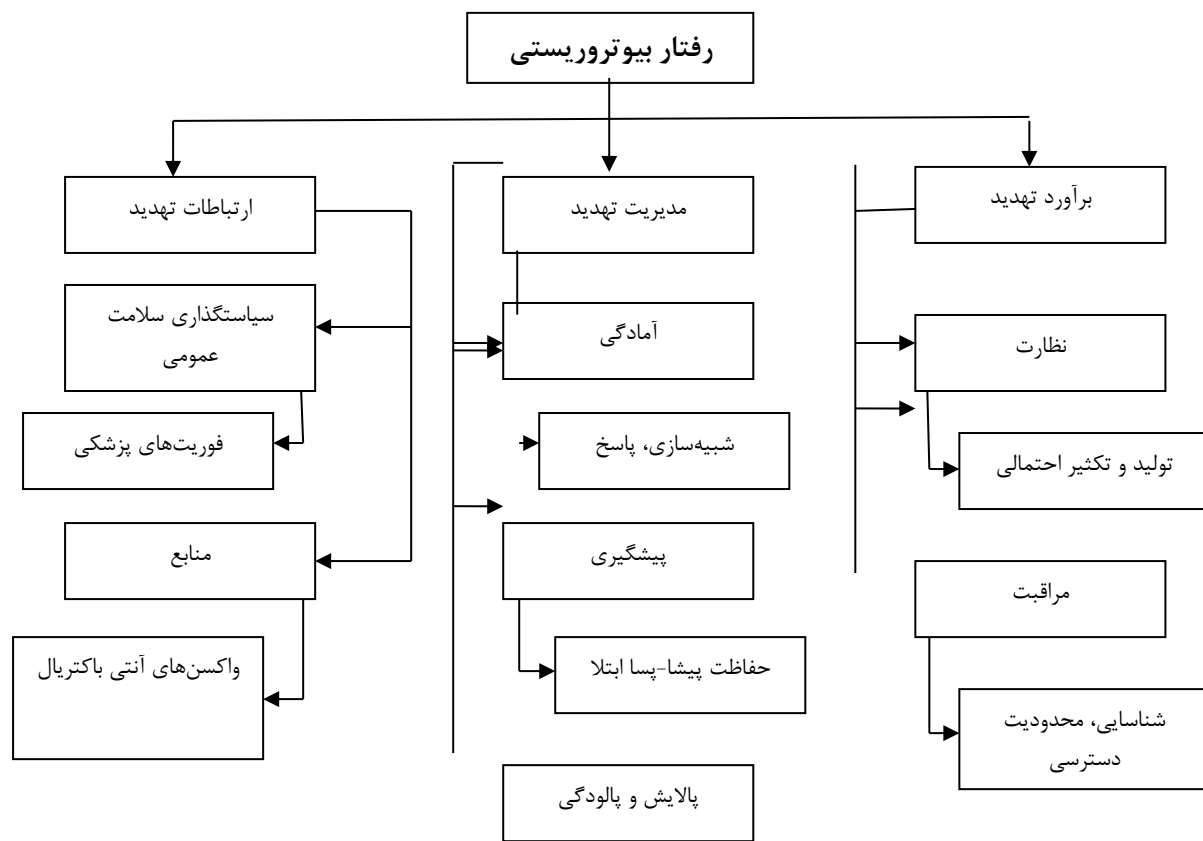 رفتار بیوتروریستی
برآورد تهدید
نظارت
تولید و تکثیر احتمالی
مراقبت
شناسایی، محدودیت
دسترسی
مدیریت تهدید
آمادگی
شبیه‌سازی، پاسخ
پیشگیری
حفاظت پیشا-پسا ابتلا
پالایش و پالودگی
ارتباطات تهدید
سیاستگذاری سلامت
عمومی
فوریت‌های پزشکی
منابع
واکسن‌های آنتی باکتریال